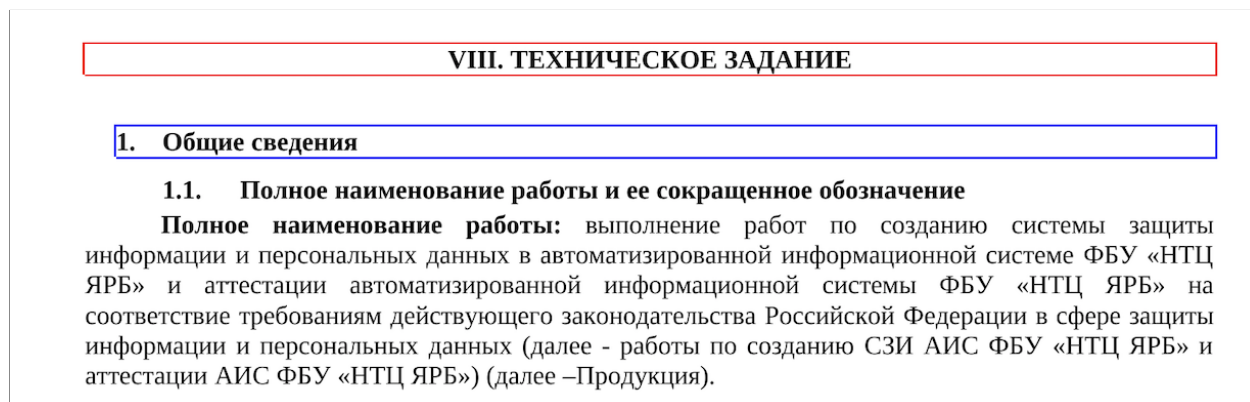 VIII. ТЕХНИЧЕСКОЕ ЗАДАНИЕ
1. Общие сведения
1.1. Полное наименование работы и ее сокращенное обозначение
Полное наименование работы: выполнение работ по созданию системы защиты
информации и персональных данных в автоматизированной информационной системе ФБУ «НТЦ
ЯРБ» и аттестации автоматизированной информационной системы ФБУ «НТЦ ЯРБ» на
соответствие требованиям действующего законодательства Российской Федерации в сфере защиты
информации и персональных данных (далее - работы по созданию СЗИ АИС ФБУ «НТЦ ЯРБ» и
аттестации АИС ФБУ «НТЦ ЯРБ») (далее –Продукция).